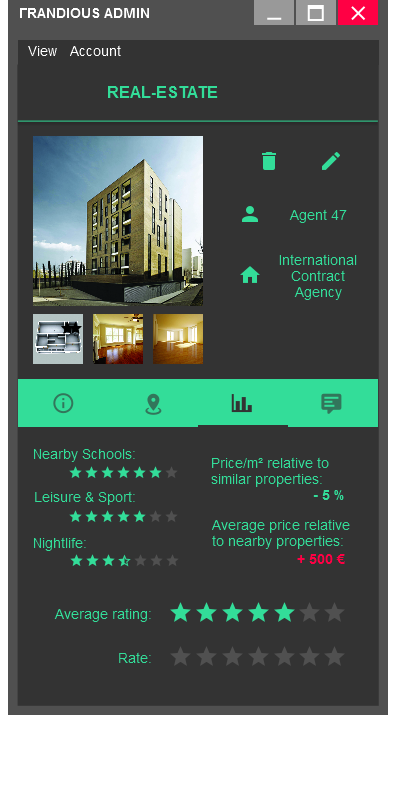 FRANDIOUS ADMIN
View Account
REAL-ESTATE
Agent 47
International
Contract
Agency
Nearby Schools:
Leisure & Sport:
Nightlife:
Price/m² relative to
similar properties:
- 5 %
Average price relative
to nearby properties:
+ 500 €
Average rating:
Rate: